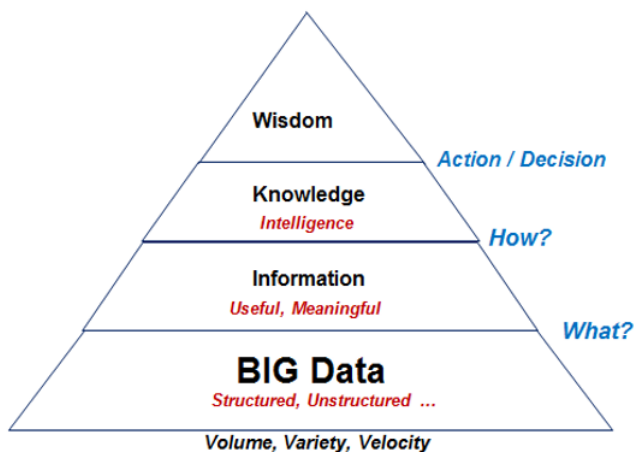 Wisdom
Action / Decision
Knowledge
Intelligence
How?
Information
Useful, Meaningful
What?
BIG Data
Structured, Unstructured ...
Volume, Variety, Velocity